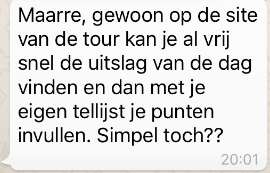 Maarre, gewoon op de site
van de tour kan je al vrij
snel de uitslag van de dag
vinden en dan met je
eigen tellijst je punten
invullen. Simpel toch??
20:01